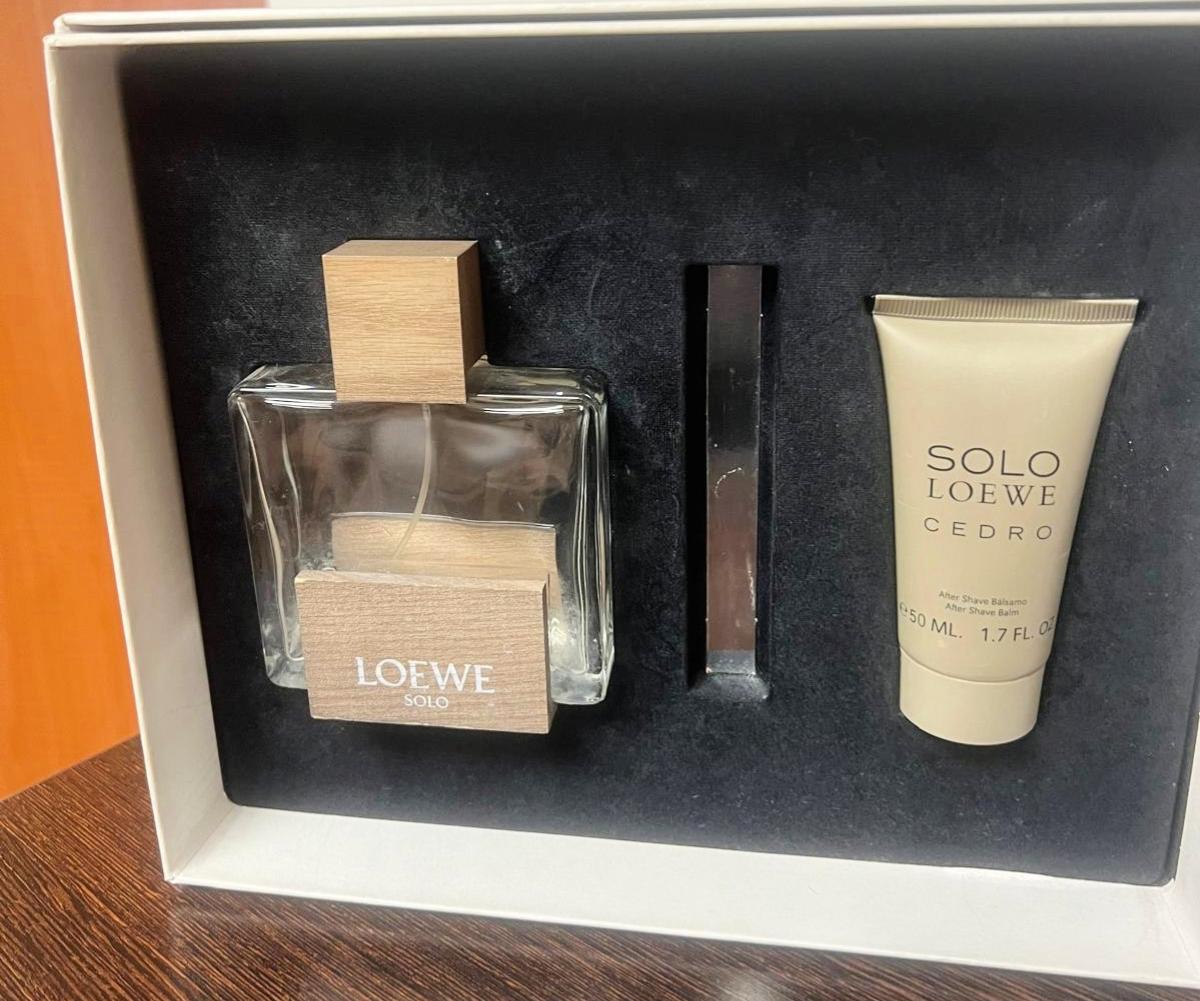 LOEWE
SOLO
SOLO
LOEWE
CEDRO
After Shave Bálsamo
After Shave Balm
℮50 ML. 1.7 FL. OZ